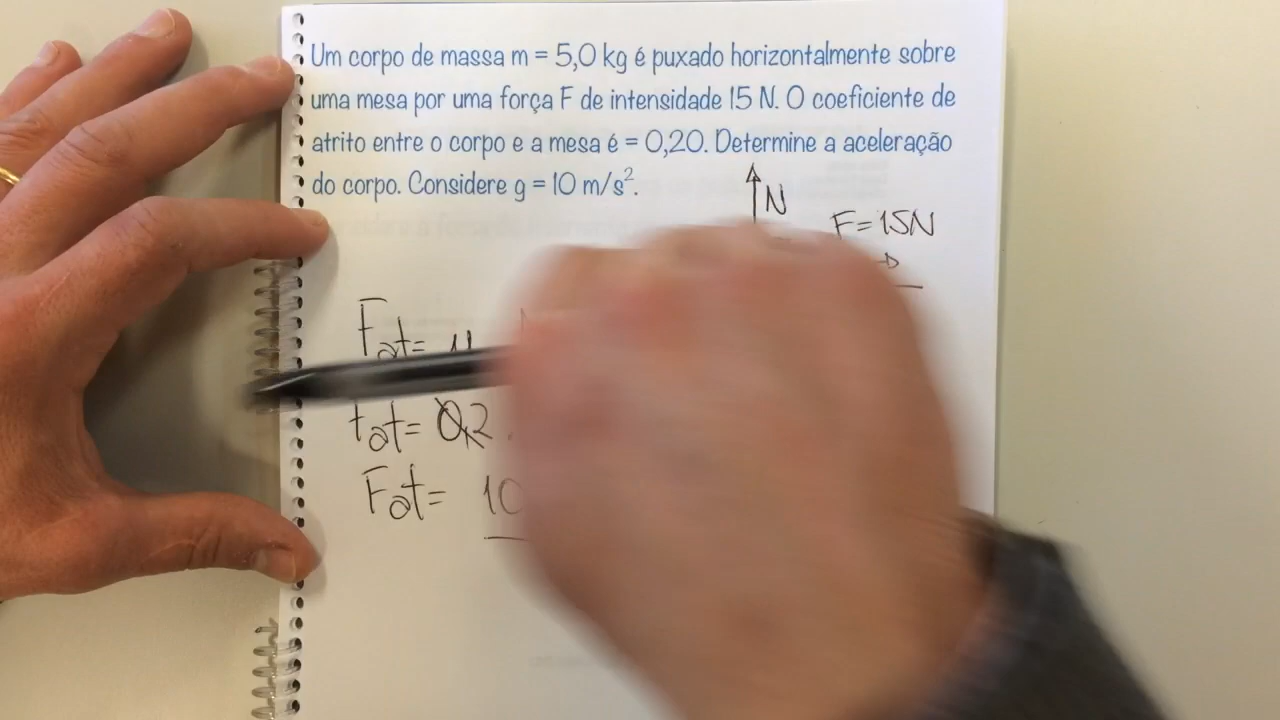 Um corpo de massa m = 5,0 kg é puxado horizontalmente sobre
uma mesa por uma força F de intensidade 15 N. O coeficiente de
atrito entre o corpo e a mesa é = 0,20. Determine a aceleração
do corpo. Considere g = 10 m/s².
N
F=15N
Fat= μ
Fat= 0,2 .
Fat= 10